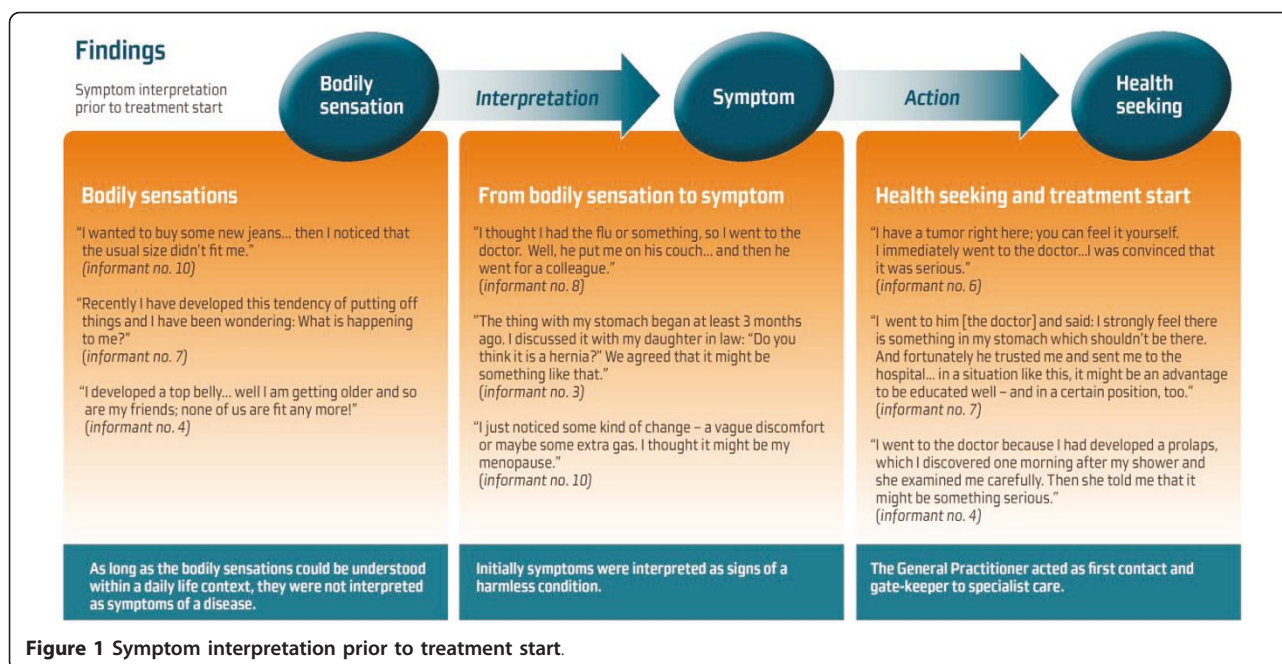 Findings
Symptom interpretation
prior to treatment start
Bodily
sensation
Interpretation
Symptom
Action
Health
seeking
Bodily sensations
“I wanted to buy some new jeans... then I noticed that
the usual size didn’t fit me.”
(informant no. 10)
“Recently I have developed this tendency of putting off
things and I have been wondering: What is happening
to me?”
(informant no. 7)
“I developed a top belly... well I am getting older and so
are my friends; none of us are fit any more!”
(informant no. 4)
As long as the bodily sensations could be understood
within a daily life context, they were not interpreted
as symptoms of a disease.
From bodily sensation to symptom
“I thought I had the flu or something, so I went to the
doctor. Well, he put me on his couch... and then he
went for a colleague.”
(informant no. 8)
“The thing with my stomach began at least 3 months
ago. I discussed it with my daughter in law: “Do you
think it is a hernia?” We agreed that it might be
something like that.”
(informant no. 3)
“I just noticed some kind of change – a vague discomfort
or maybe some extra gas. I thought it might be my
menopause.”
(informant no. 10)
Initially symptoms were interpreted as signs of a
harmless condition.
Health seeking and treatment start
“I have a tumor right here; you can feel it yourself.
I immediately went to the doctor...I was convinced that
it was serious.”
(informant no. 6)
“I went to him [the doctor] and said: I strongly feel there
is something in my stomach which shouldn’t be there.
And fortunately he trusted me and sent me to the
hospital... in a situation like this, it might be an advantage
to be educated well – and in a certain position, too.”
(informant no. 7)
“I went to the doctor because I had developed a prolaps,
which I discovered one morning after my shower and
she examined me carefully. Then she told me that it
might be something serious.”
(informant no. 4)
The General Practitioner acted as first contact and
gate-keeper to specialist care.
Figure 1 Symptom interpretation prior to treatment start.